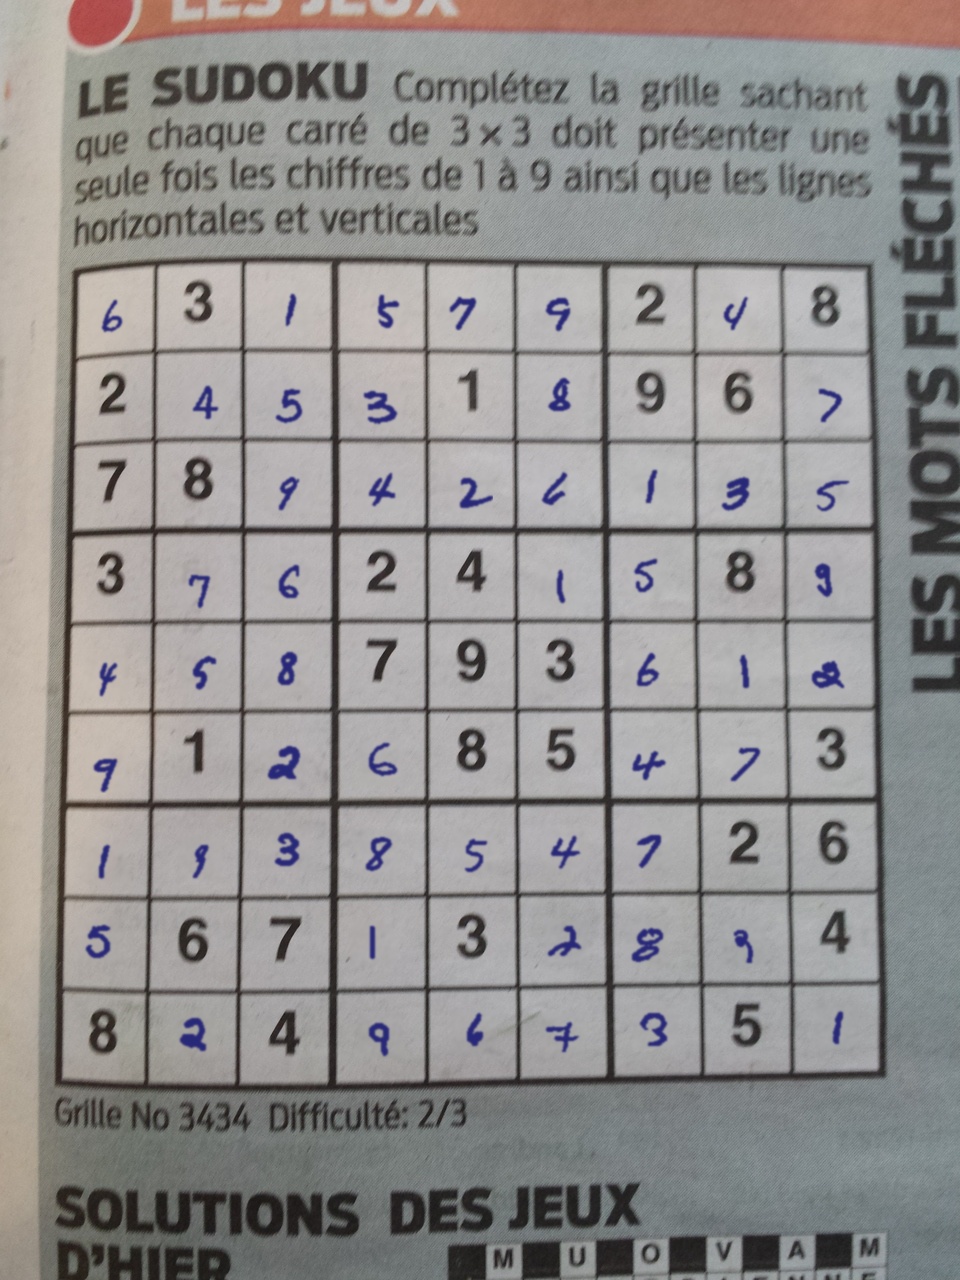 LES JEUX
LE SUDOKU Complétez la grille sachant
que chaque carré de 3 x 3 doit présenter une
seule fois les chiffres de 1 à 9 ainsi que les lignes
horizontales et verticales
6 3 1 5 7 9 2 4 8
2 4 5 3 1 8 9 6 7
7 8 9 4 2 6 1 3 5
3 7 6 2 4 1 5 8 9
4 5 8 7 9 3 6 1 2
9 1 2 6 8 5 4 7 3
1 9 3 8 5 4 7 2 6
5 6 7 1 3 2 8 9 4
8 2 4 9 6 7 3 5 1
Grille No 3434 Difficulté: 2/3
SOLUTIONS DES JEUX
D'HIER
M U O V A M
LES MOTS FLÉCHÉS